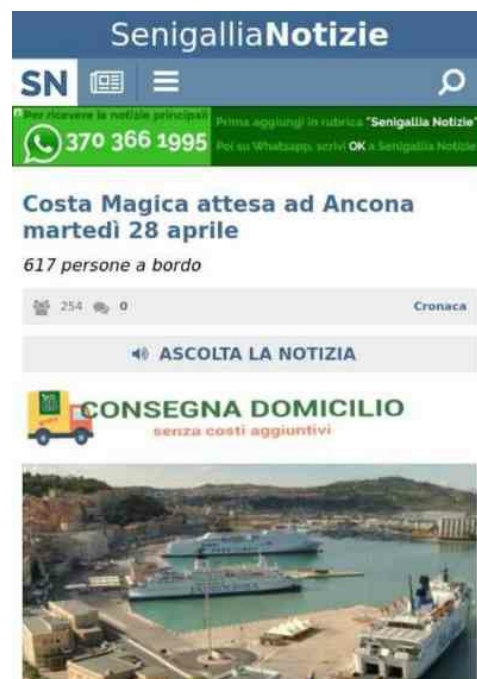 SenigalliaNotizie
SN
Per ricevere le notizie principali
370 366 1995
Prima aggiungi in rubrica "Senigallia Notizie"
Poi su Whatsapp, scrivi OK a Senigallia Notizie
Costa Magica attesa ad Ancona
martedì 28 aprile
617 persone a bordo
254 0
Cronaca
ASCOLTA LA NOTIZIA
CONSEGNA DOMICILIO
senza costi aggiuntivi